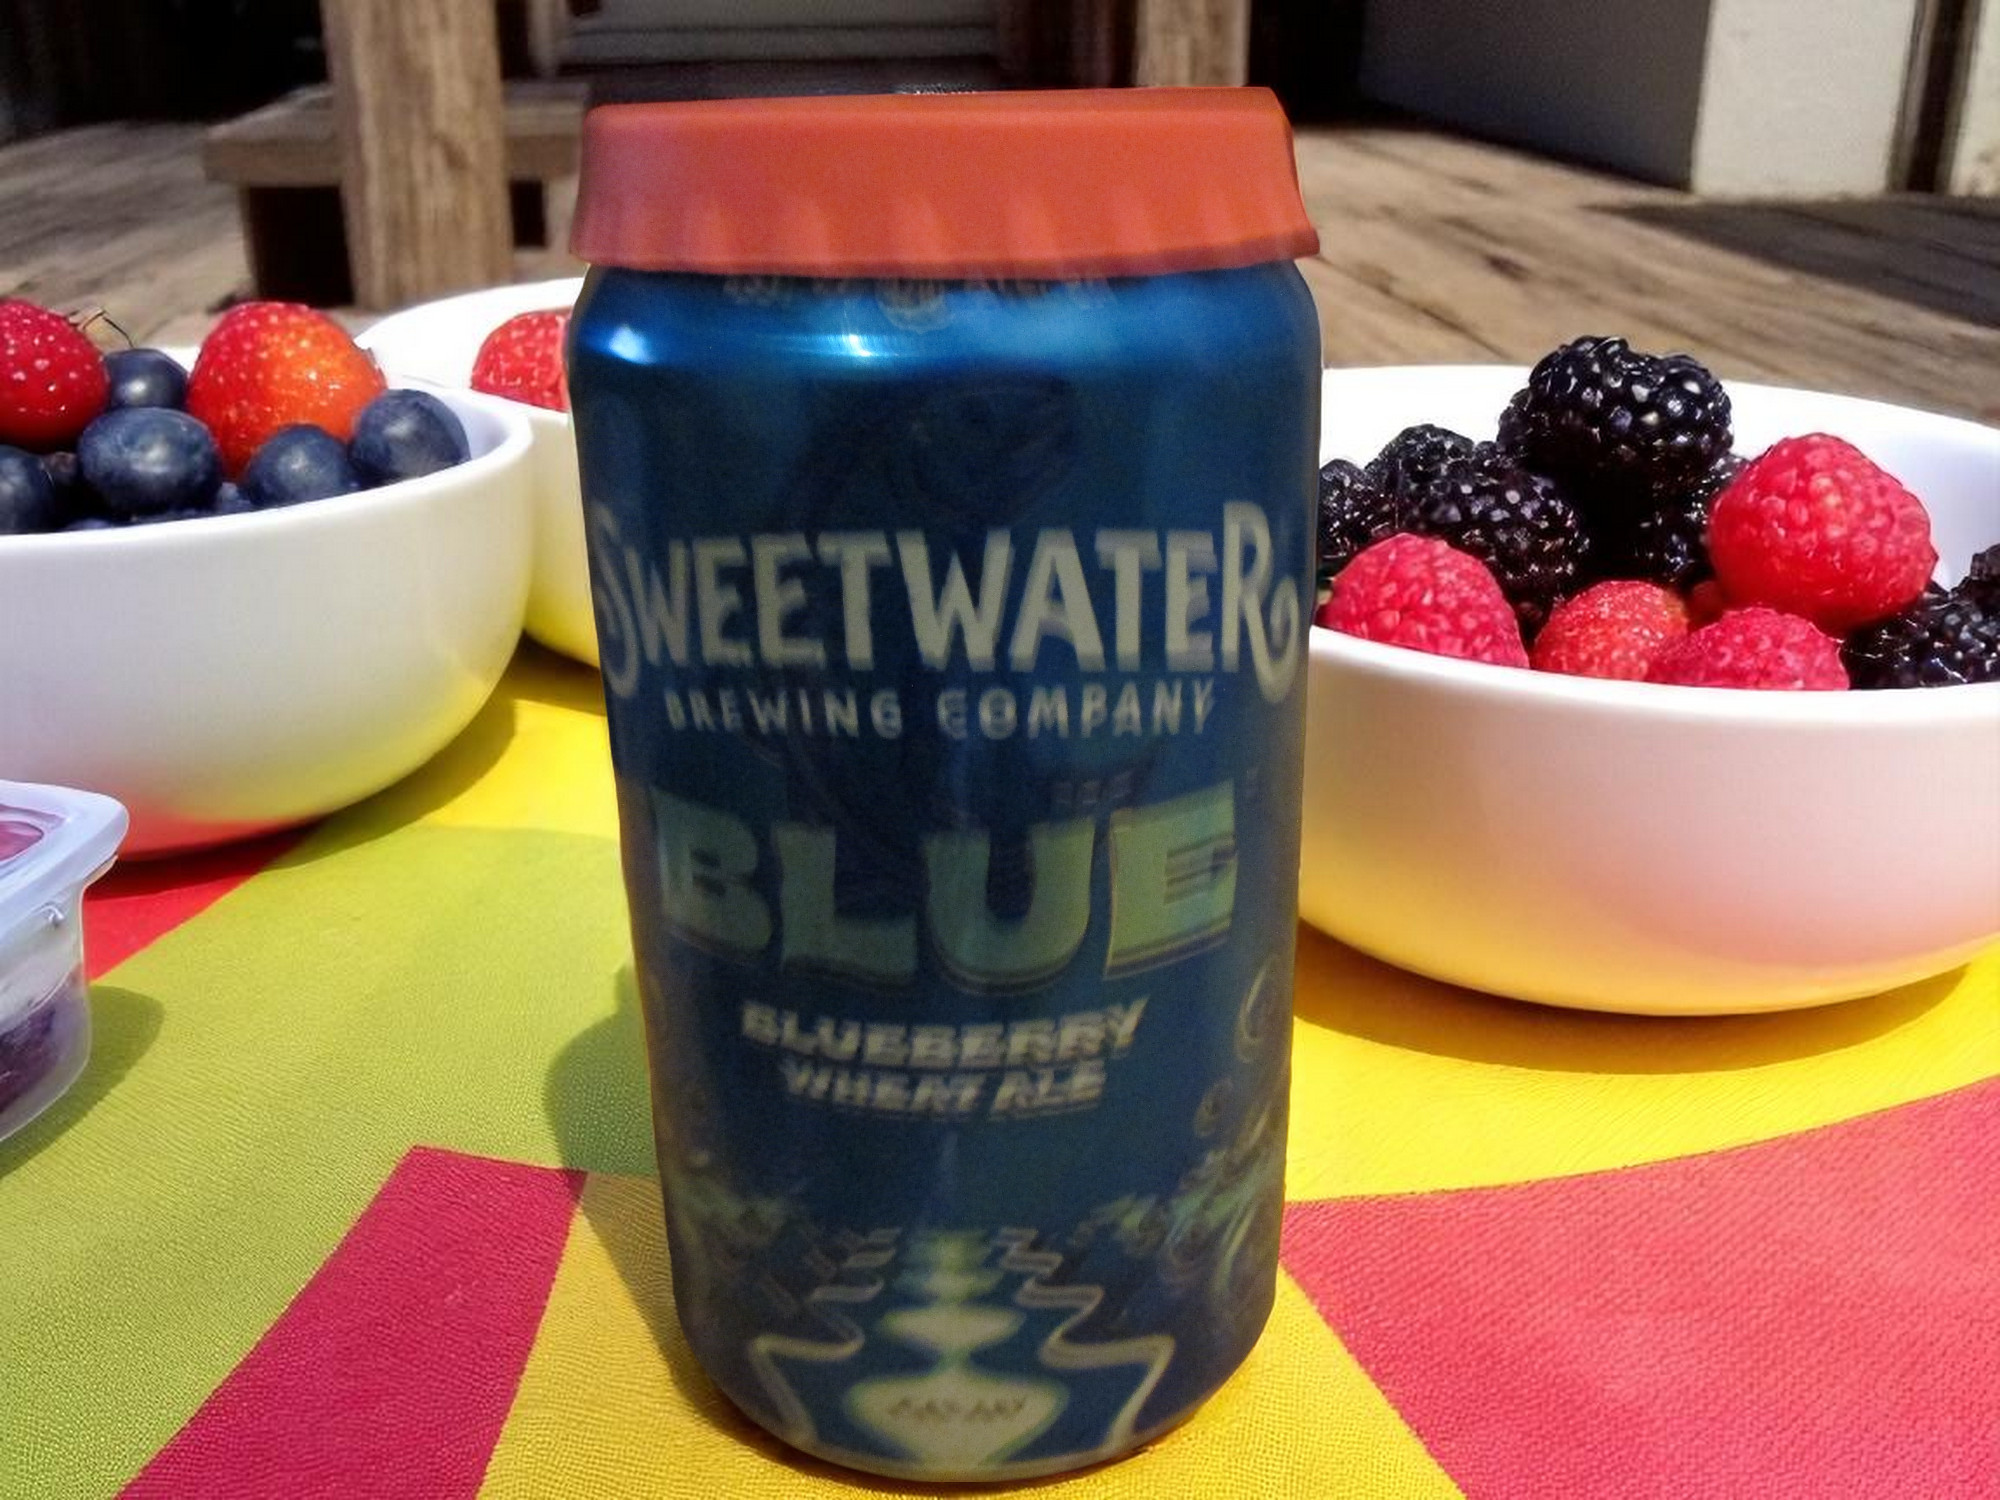 SWEETWATER
BREWING COMPANY
BLUE
BLUEBERRY
WHEAT ALE